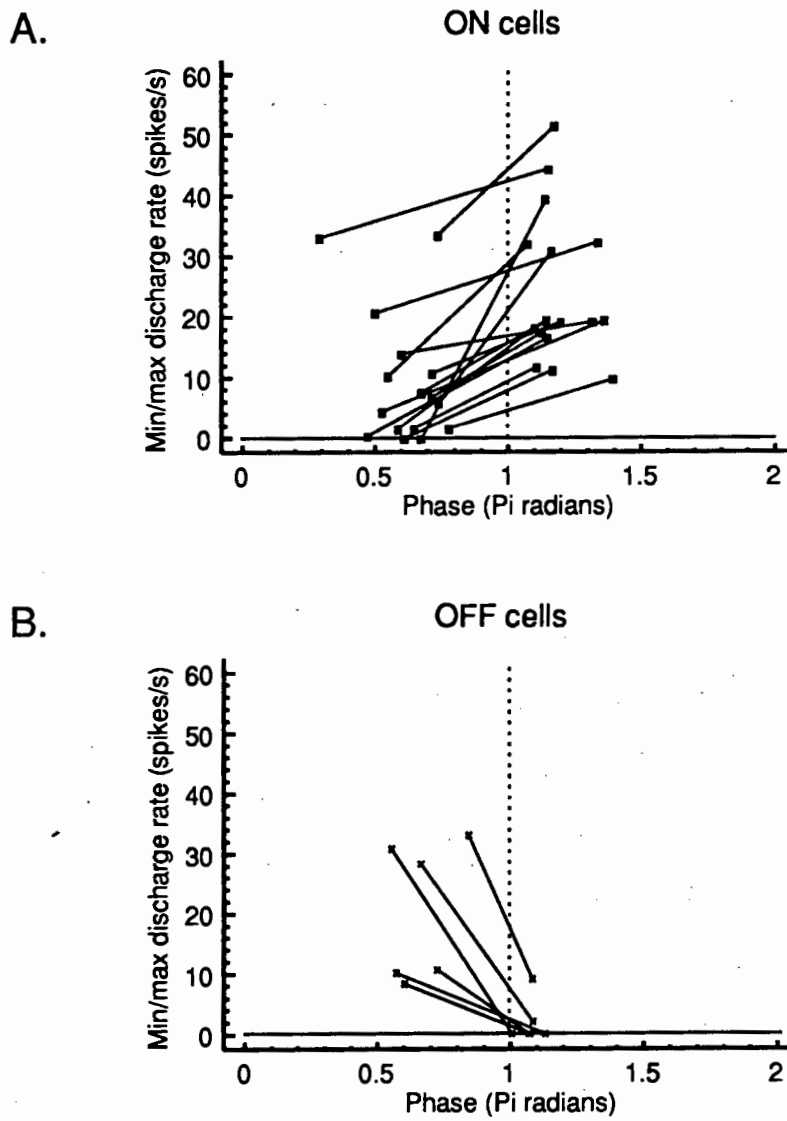 A.
ON cells
Min/max discharge rate (spikes/s)
60
50
40
30
20
10
0
0 0.5 1 1.5 2
Phase (Pi radians)
B.
OFF cells
Min/max discharge rate (spikes/s)
60
50
40
30
20
10
0
0 0.5 1 1.5 2
Phase (Pi radians)